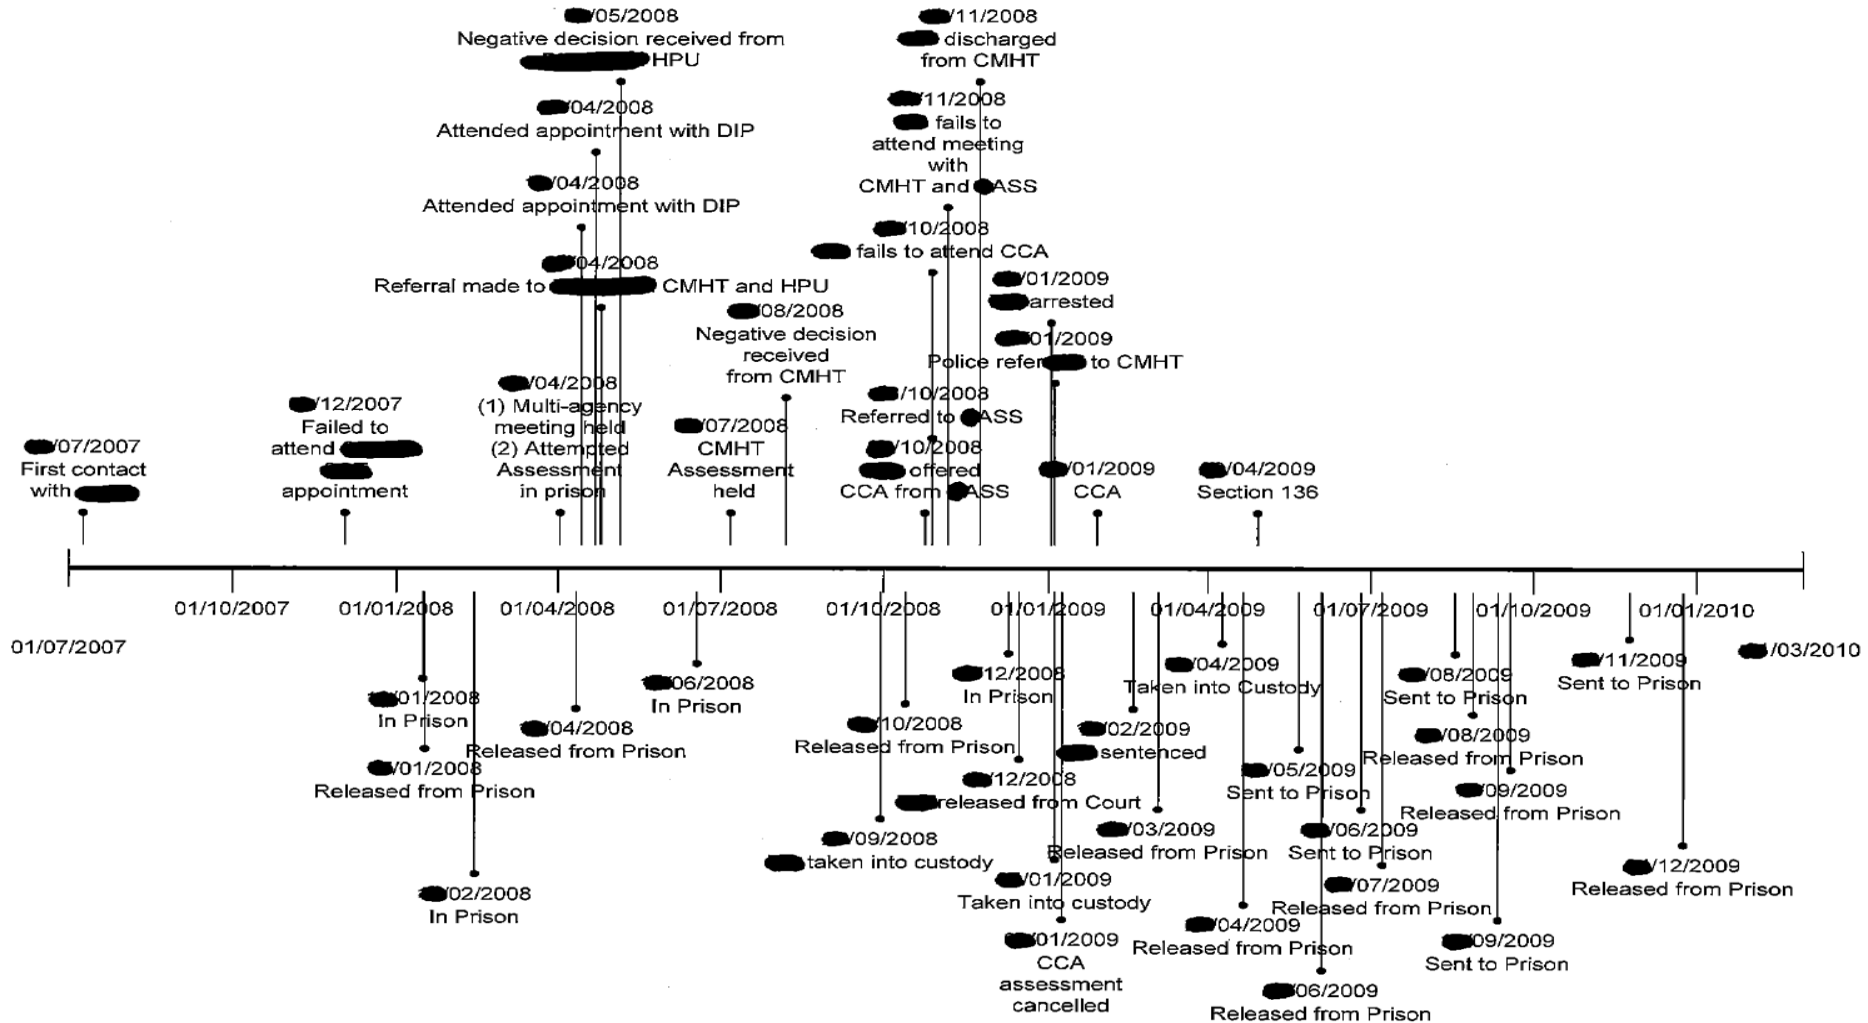 /05/2008
Negative decision received from
HPU
/04/2008
Attended appointment with DIP
/04/2008
Attended appointment with DIP
04/2008
Referral made to CMHT and HPU
/04/2008
(1) Multi-agency
meeting held
(2) Attempted
Assessment
in prison
/12/2007
Failed to
attend
appointment
/07/2007
First contact
with
/07/2008
CMHT
Assessment
held
08/2008
Negative decision
received
from CMHT
/11/2008
discharged
from CMHT
/11/2008
fails to
attend meeting
with
CMHT and ASS
/10/2008
fails to attend CCA
/10/2008
Referred to ASS
/10/2008
offered
CCA from ASS
/01/2009
arrested
01/2009
Police refer to CMHT
/01/2009
CCA
/04/2009
Section 136
01/07/2007
01/10/2007
01/01/2008
01/04/2008
01/07/2008
01/10/2008
01/01/2009
01/04/2009
01/07/2009
01/10/2009
01/01/2010
/03/2010
01/2008
In Prison
/01/2008
Released from Prison
02/2008
In Prison
/04/2008
Released from Prison
06/2008
In Prison
/10/2008
Released from Prison
/09/2008
taken into custody
12/2008
In Prison
/12/2008
released from Court
/01/2009
Taken into custody
01/2009
CCA
assessment
cancelled
/02/2009
sentenced
/03/2009
Released from Prison
/04/2009
Taken into Custody
/04/2009
Released from Prison
/05/2009
Sent to Prison
/06/2009
Sent to Prison
/07/2009
Released from Prison
06/2009
Released from Prison
/08/2009
Sent to Prison
/08/2009
Released from Prison
/09/2009
Released from Prison
/09/2009
Sent to Prison
/11/2009
Sent to Prison
/12/2009
Released from Prison